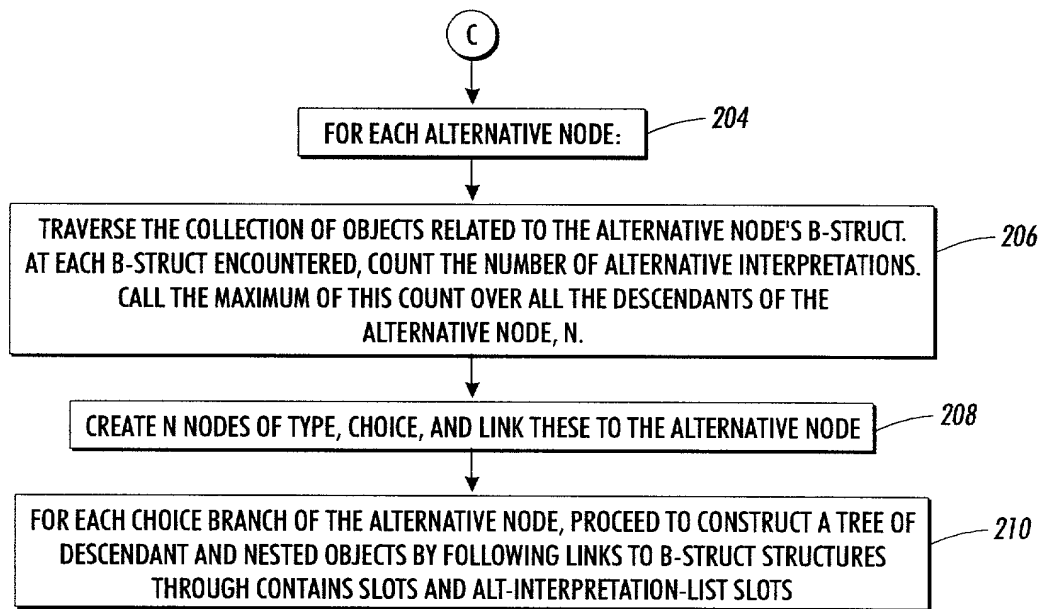 C
FOR EACH ALTERNATIVE NODE:
204
TRAVERSE THE COLLECTION OF OBJECTS RELATED TO THE ALTERNATIVE NODE'S B-STRUCT.
AT EACH B-STRUCT ENCOUNTERED, COUNT THE NUMBER OF ALTERNATIVE INTERPRETATIONS.
CALL THE MAXIMUM OF THIS COUNT OVER ALL THE DESCENDANTS OF THE
ALTERNATIVE NODE, N.
206
CREATE N NODES OF TYPE, CHOICE, AND LINK THESE TO THE ALTERNATIVE NODE
208
FOR EACH CHOICE BRANCH OF THE ALTERNATIVE NODE, PROCEED TO CONSTRUCT A TREE OF
DESCENDANT AND NESTED OBJECTS BY FOLLOWING LINKS TO B-STRUCT STRUCTURES
THROUGH CONTAINS SLOTS AND ALT-INTERPRETATION-LIST SLOTS
210